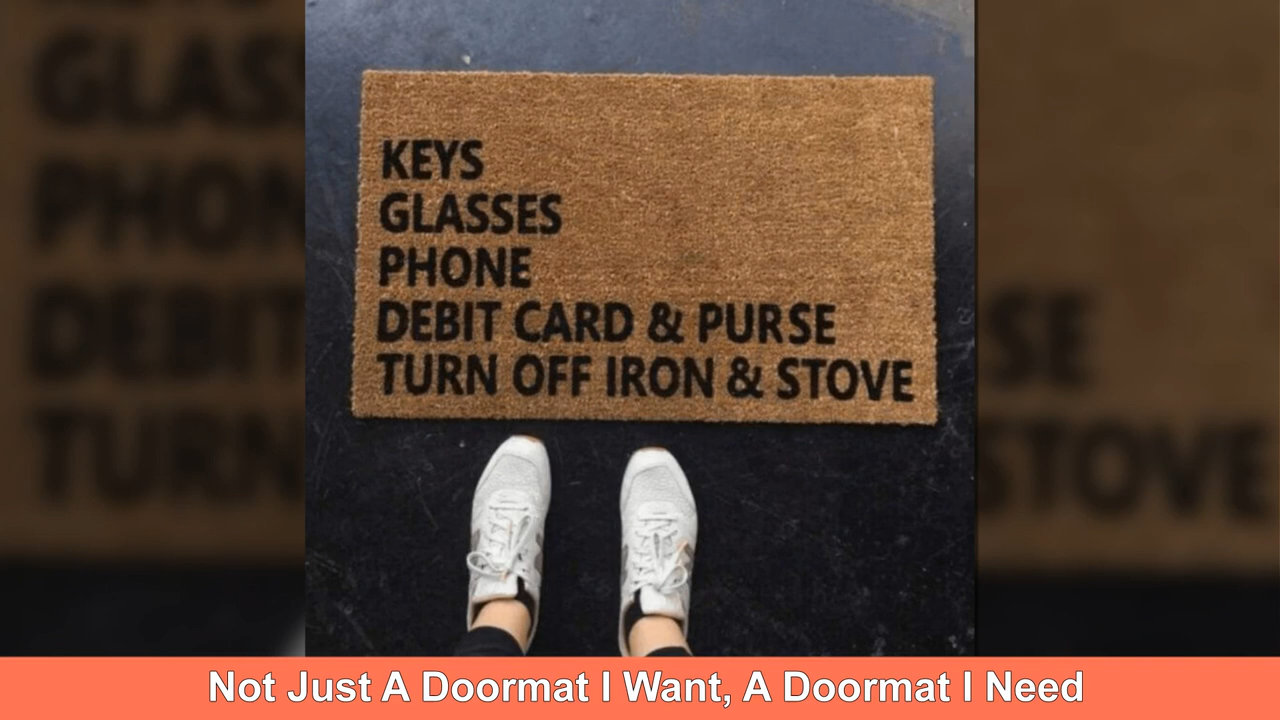 KEYS
GLASSES
PHONE
DEBIT CARD & PURSE
TURN OFF IRON & STOVE
Not Just A Doormat I Want, A Doormat I Need